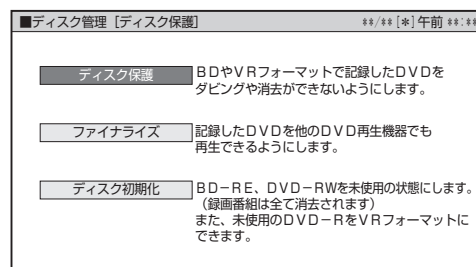 ■ディスク管理［ディスク保護］ **/**[*]午前**:**
ディスク保護 BDやVRフォーマットで記録したDVDを
ダビングや消去ができないようにします。
ファイナライズ 記録したDVDを他のDVD再生機器でも
再生できるようにします。
ディスク初期化 BD－RE、DVD－RWを未使用の状態にします。
（録画番組は全て消去されます）
また、未使用のDVD－RをVRフォーマットに
できます。